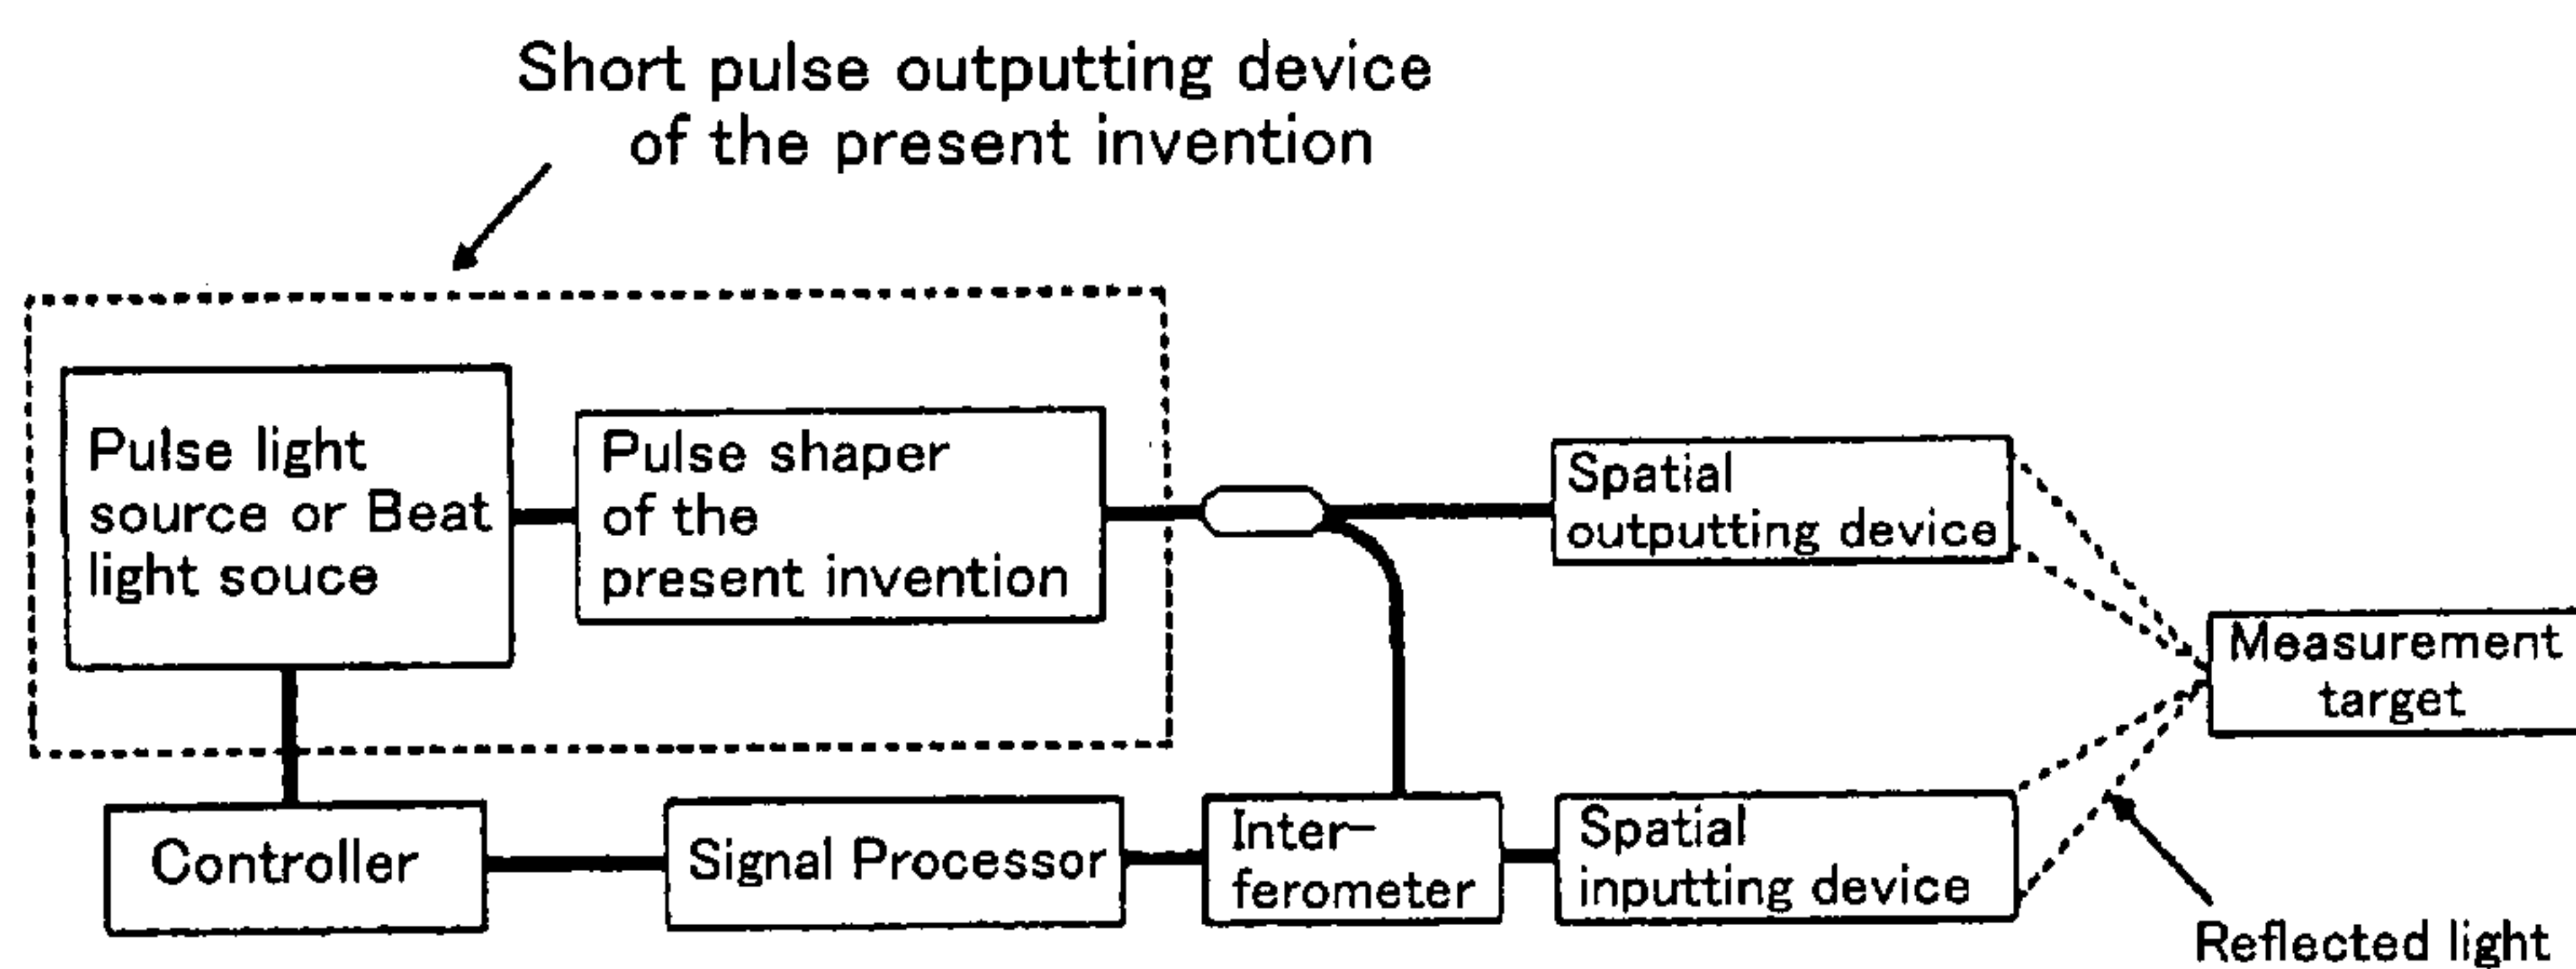 Short pulse outputting device
of the present invention
Pulse light
source or Beat
light souce
Pulse shaper
of the
present invention
Spatial
outputting device
Measurement
target
Controller
Signal Processor
Inter-
ferometer
Spatial
inputting device
Reflected light